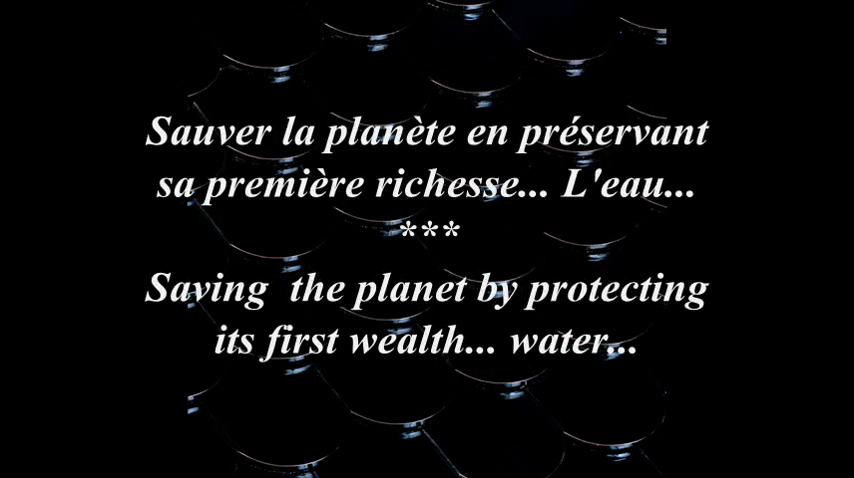 Sauver la planète en préservant
sa première richesse... L'eau...
***
Saving  the planet by protecting
its first wealth... water...